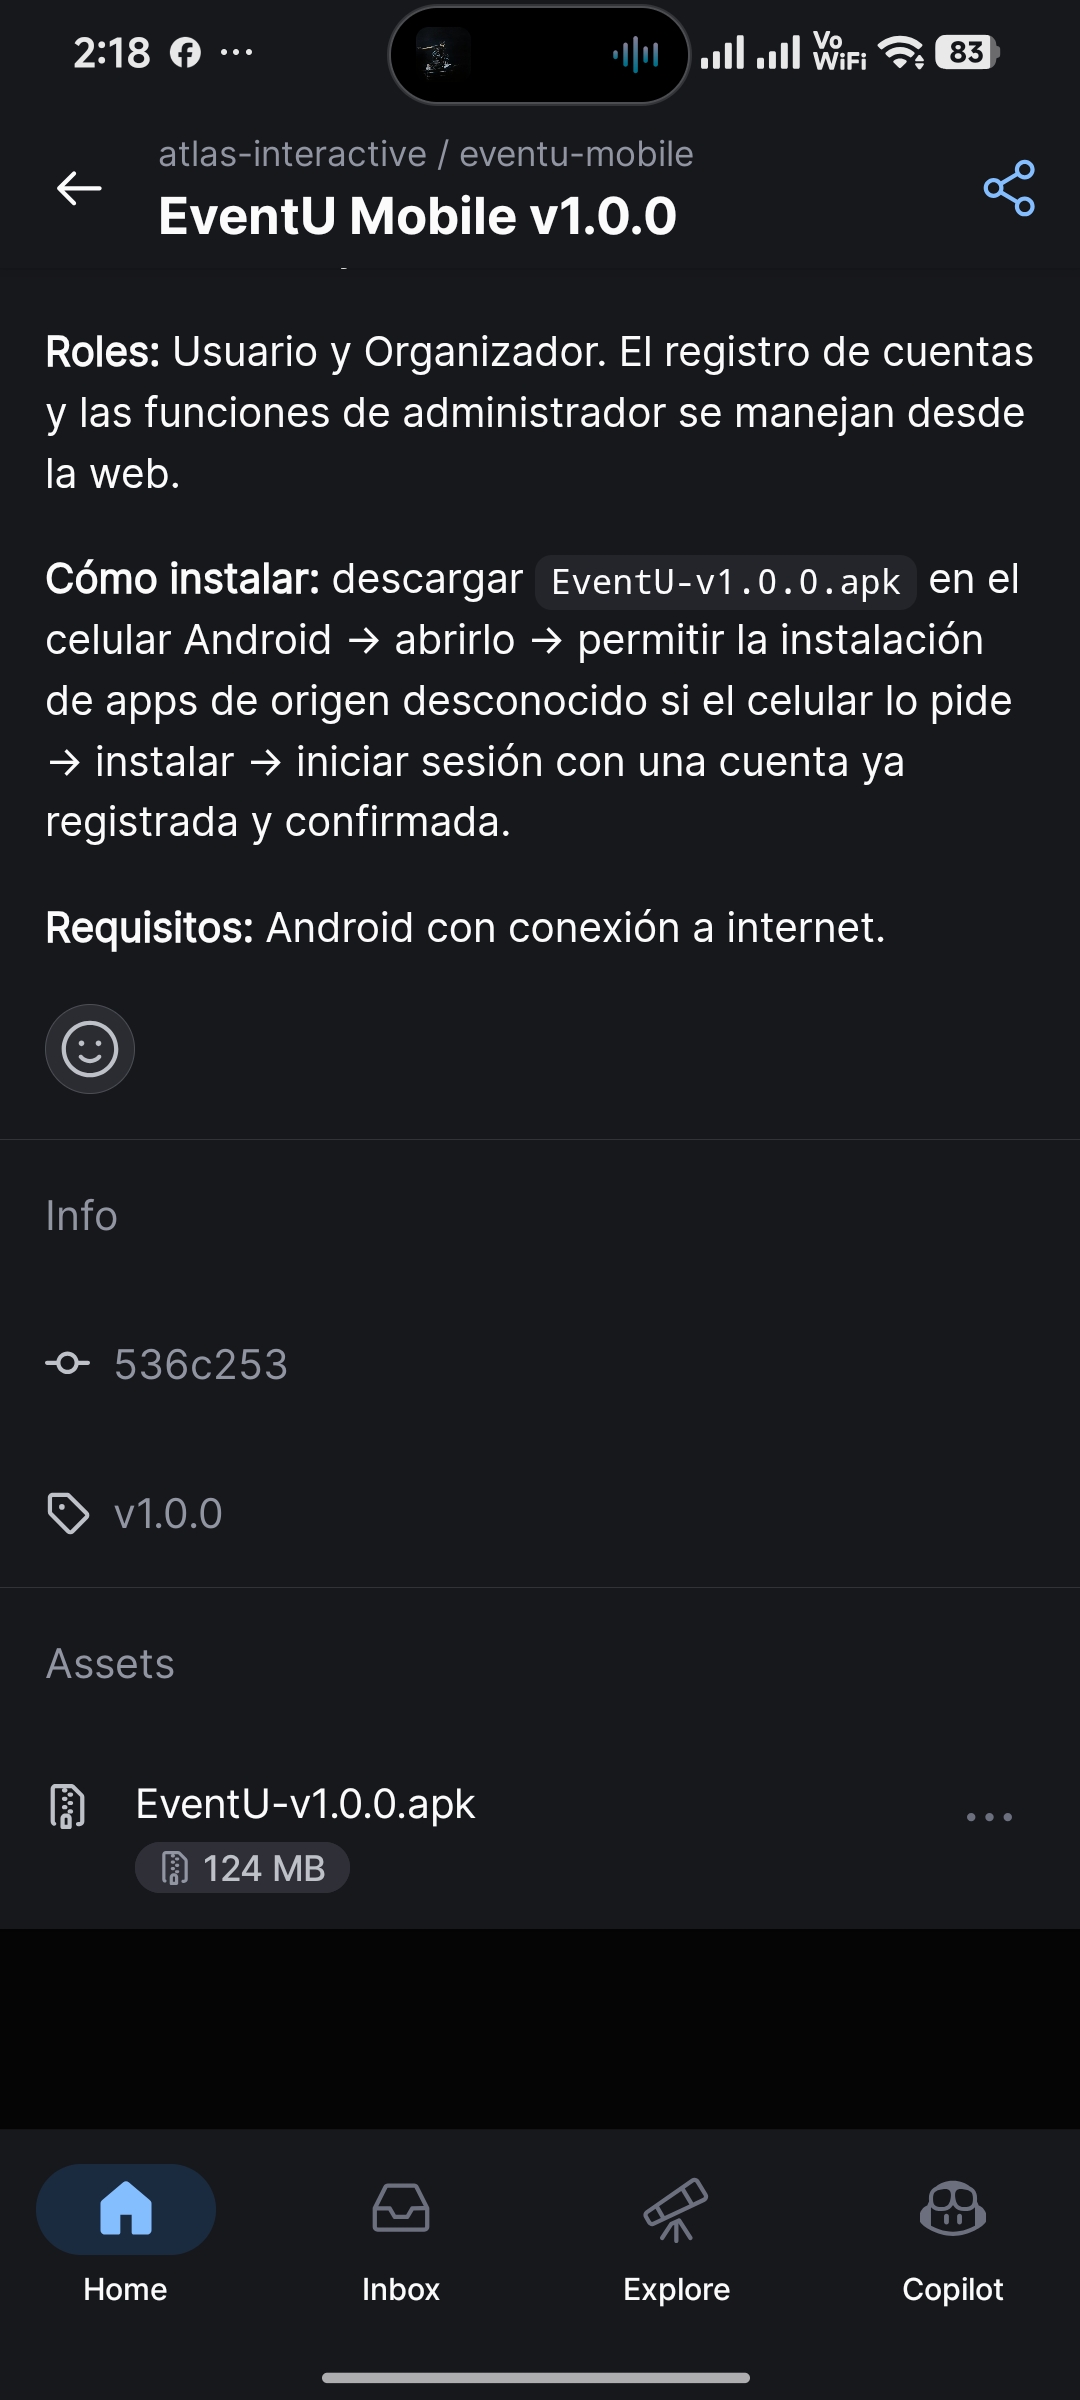 2:18
Vo
WiFi
83
atlas-interactive / eventu-mobile
EventU Mobile v1.0.0
Roles: Usuario y Organizador. El registro de cuentas
y las funciones de administrador se manejan desde
la web.
Cómo instalar: descargar EventU-v1.0.0.apk en el
celular Android → abrirlo → permitir la instalación
de apps de origen desconocido si el celular lo pide
→ instalar → iniciar sesión con una cuenta ya
registrada y confirmada.
Requisitos: Android con conexión a internet.
Info
536c253
v1.0.0
Assets
EventU-v1.0.0.apk
124 MB
Home
Inbox
Explore
Copilot